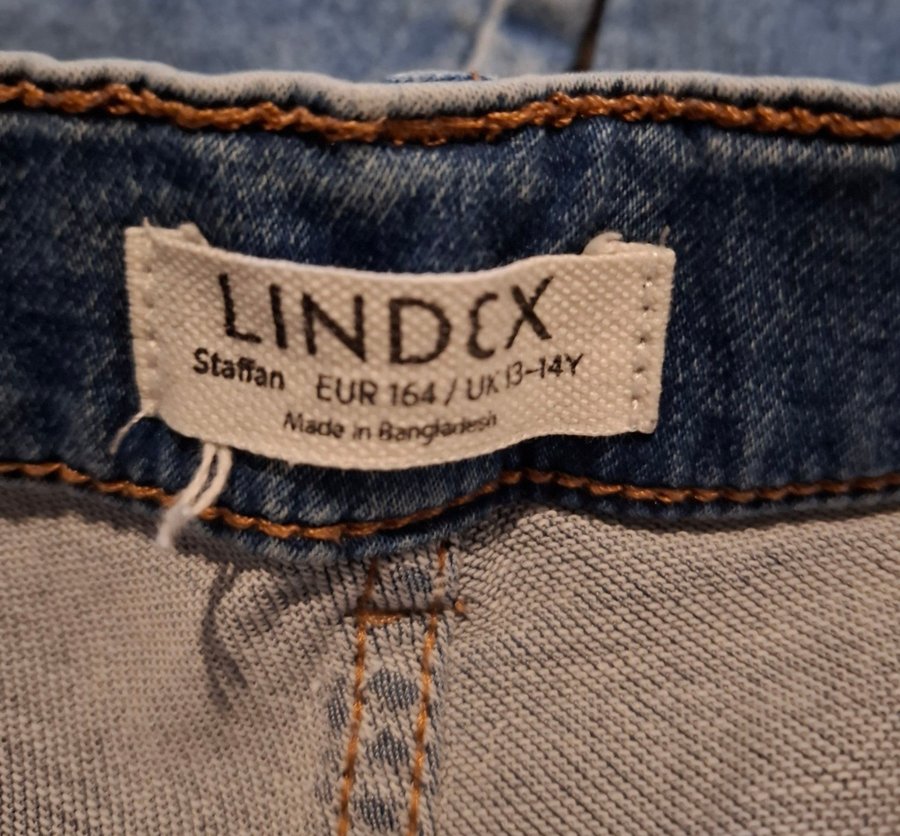 LINDEX
Staffan EUR 164 / UK 13-14Y
Made in Bangladesh